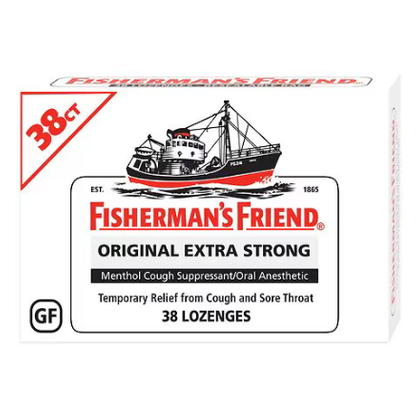 FISHERMAN'S FRIEND®
38CT
EST. 1865
FISHERMAN'S FRIEND®
ORIGINAL EXTRA STRONG
Menthol Cough Suppressant/Oral Anesthetic
Temporary Relief from Cough and Sore Throat
GF
38 LOZENGES